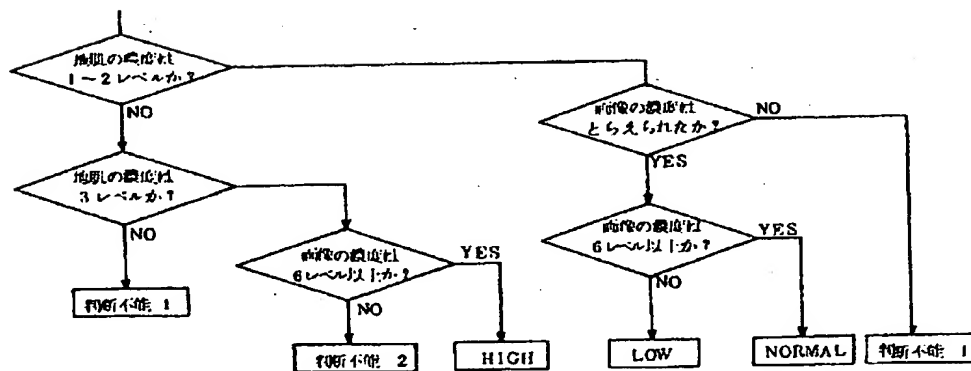 地肌の濃度は
1～2レベルか？
NO
画像の濃度は
とらえられたか？
NO
YES
地肌の濃度は
3レベルか？
NO
画像の濃度は
6レベル以上か？
YES
NO
画像の濃度は
6レベル以上か？
YES
NO
判断不能 1
判断不能 2
HIGH
LOW
NORMAL
判断不能 1